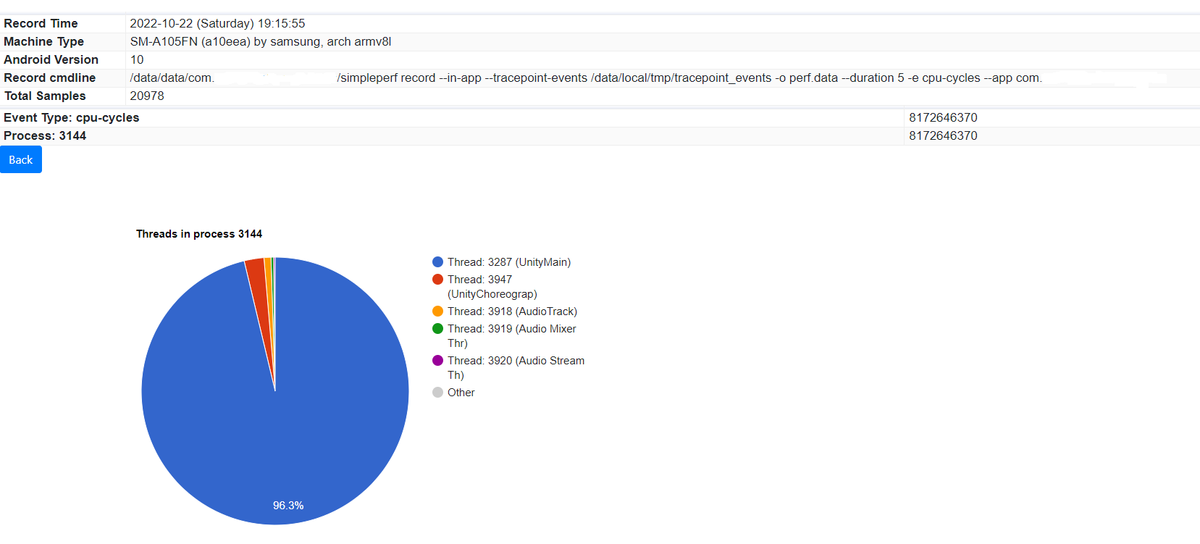 Record Time 2022-10-22 (Saturday) 19:15:55
Machine Type SM-A105FN (a10eea) by samsung, arch armv8l
Android Version 10
Record cmdline /data/data/com. /simpleperf record --in-app --tracepoint-events /data/local/tmp/tracepoint_events -o perf.data --duration 5 -e cpu-cycles --app com.
Total Samples 20978
Event Type: cpu-cycles 8172646370
Process: 3144 8172646370
Back
Threads in process 3144
Thread: 3287 (UnityMain)
Thread: 3947
(UnityChoreograp)
Thread: 3918 (AudioTrack)
Thread: 3919 (Audio Mixer
Thr)
Thread: 3920 (Audio Stream
Th)
Other
96.3%